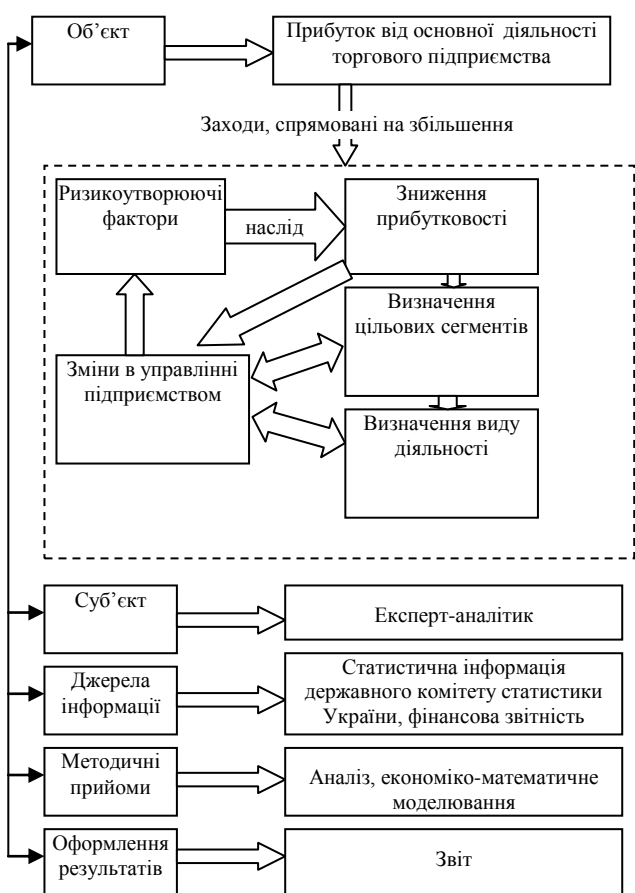 Об’єкт
Прибуток від основної діяльності
торгового підприємства
Заходи, спрямовані на збільшення
Ризикоутворюючі
фактори
наслід
Зниження
прибутковості
Визначення
цільових сегментів
Зміни в управлінні
підприємством
Визначення виду
діяльності
Суб’єкт
Експерт-аналітик
Джерела
інформації
Статистична інформація
державного комітету статистики
України, фінансова звітність
Методичні
прийоми
Аналіз, економіко-математичне
моделювання
Оформлення
результатів
Звіт